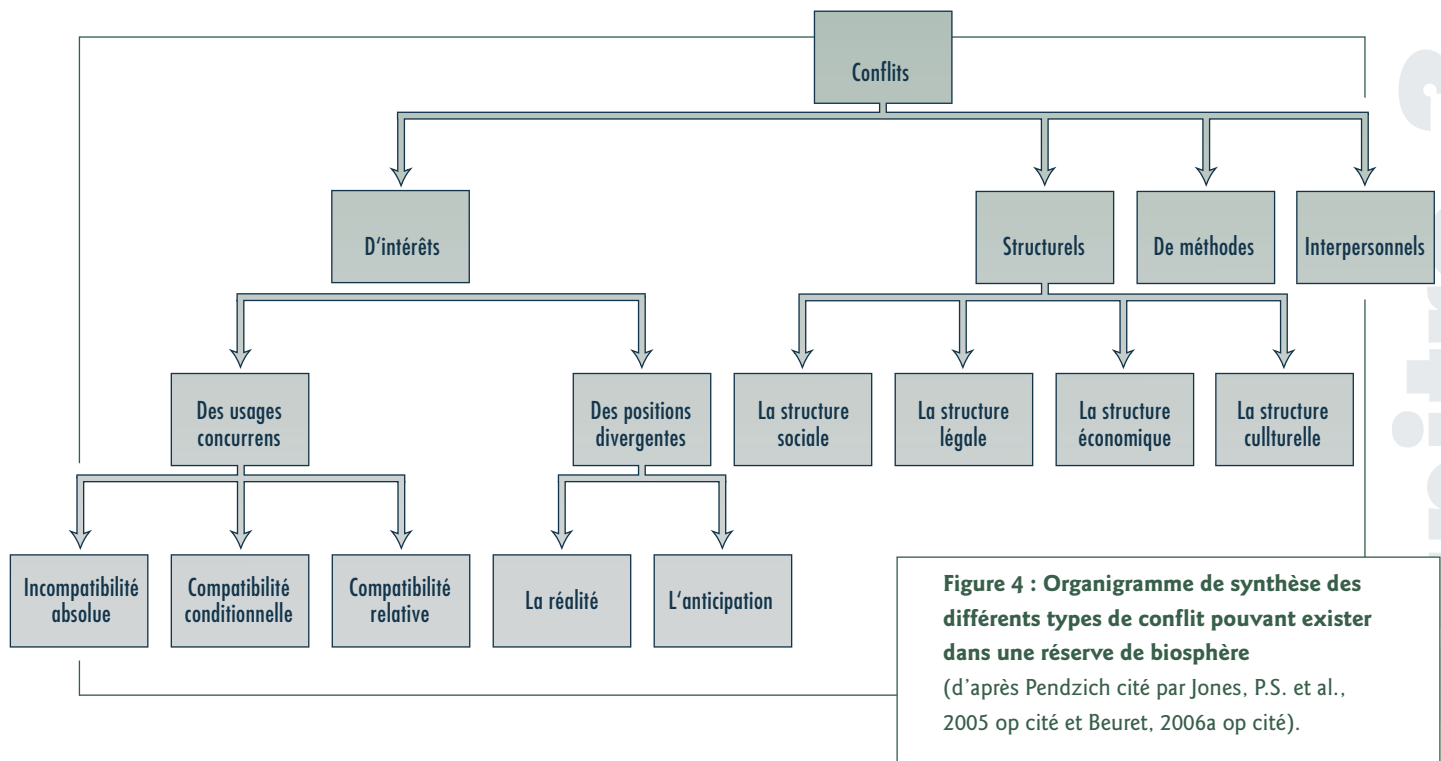 Conflits
D'intérêts
Structurels
De méthodes
Interpersonnels
Des usages
concurrens
Des positions
divergentes
La structure
sociale
La structure
légale
La structure
économique
La structure
cullturelle
Incompatibilité
absolue
Compatibilité
conditionnelle
Compatibilité
relative
La réalité
L'anticipation
Figure 4 : Organigramme de synthèse des
différents types de conflit pouvant exister
dans une réserve de biosphère
(d'après Pendzich cité par Jones, P.S. et al.,
2005 op cité et Beuret, 2006a op cité).